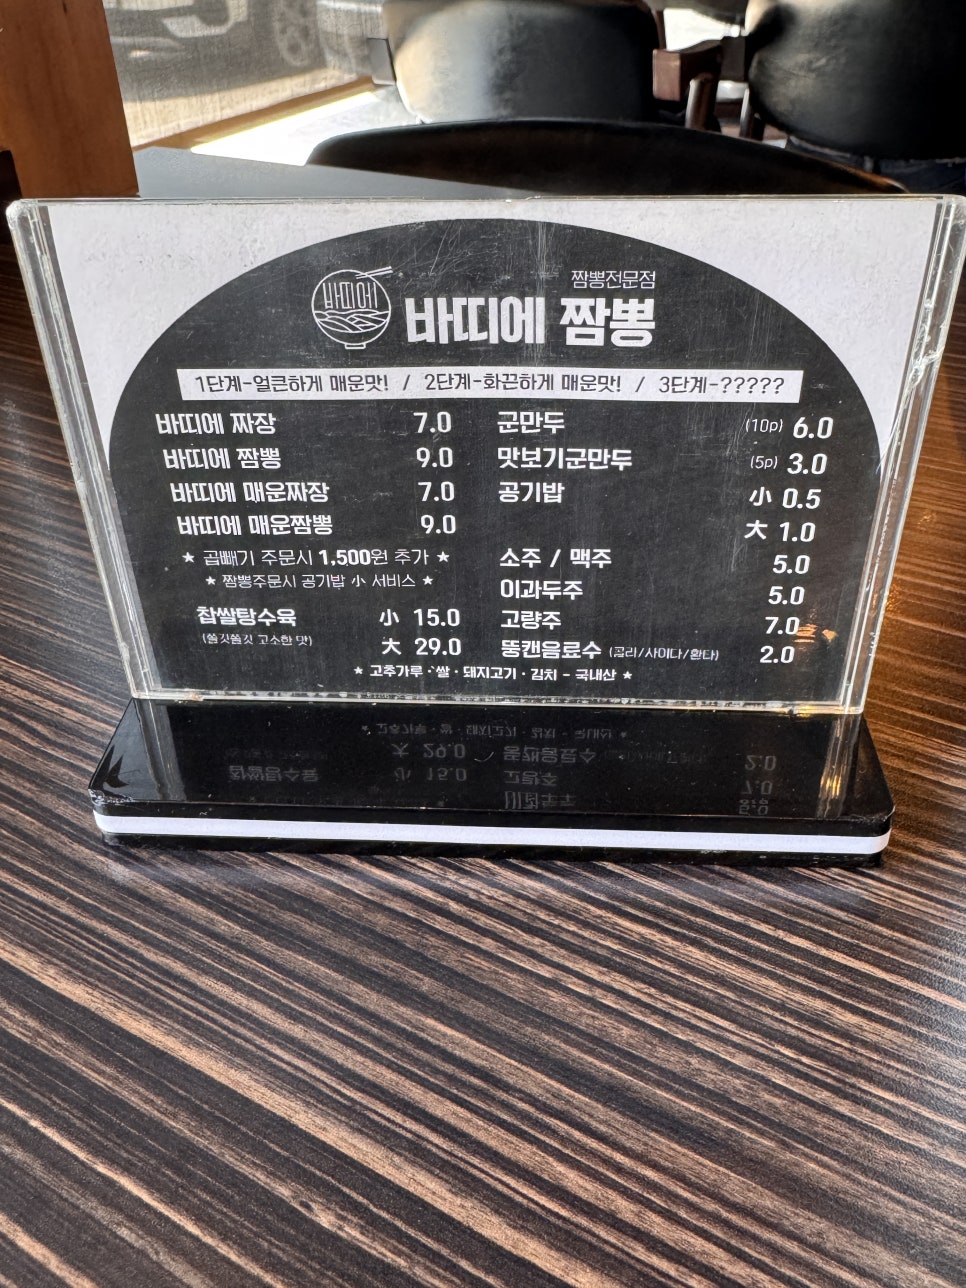 바띠에
짬뽕전문점
바띠에 짬뽕
1단계-얼큰하게 매운맛! / 2단계-화끈하게 매운맛! / 3단계-?????
바띠에 짜장 7.0
바띠에 짬뽕 9.0
바띠에 매운짜장 7.0
바띠에 매운짬뽕 9.0
★ 곱빼기 주문시 1,500원 추가 ★
★ 짬뽕주문시 공기밥 小 서비스 ★
찹쌀탕수육 小 15.0
(쫄깃쫄깃 고소한 맛) 大 29.0
군만두 (10p) 6.0
맛보기군만두 (5p) 3.0
공기밥 小 0.5
大 1.0
소주 / 맥주 5.0
이과두주 5.0
고량주 7.0
뚱캔음료수 (콜라/사이다/환타) 2.0
★ 고추가루 · 쌀 · 돼지고기 · 김치 - 국내산 ★